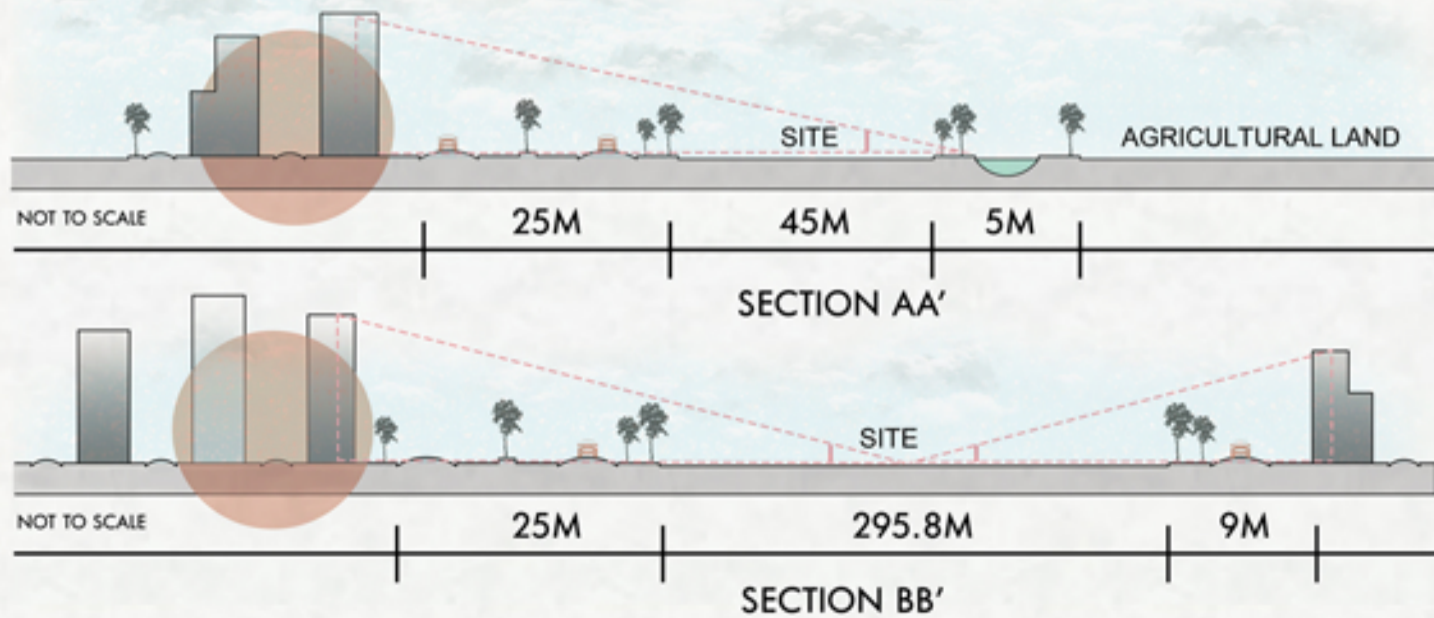 SITE
AGRICULTURAL LAND
NOT TO SCALE
25M
45M
5M
SECTION AA'
SITE
NOT TO SCALE
25M
295.8M
9M
SECTION BB'